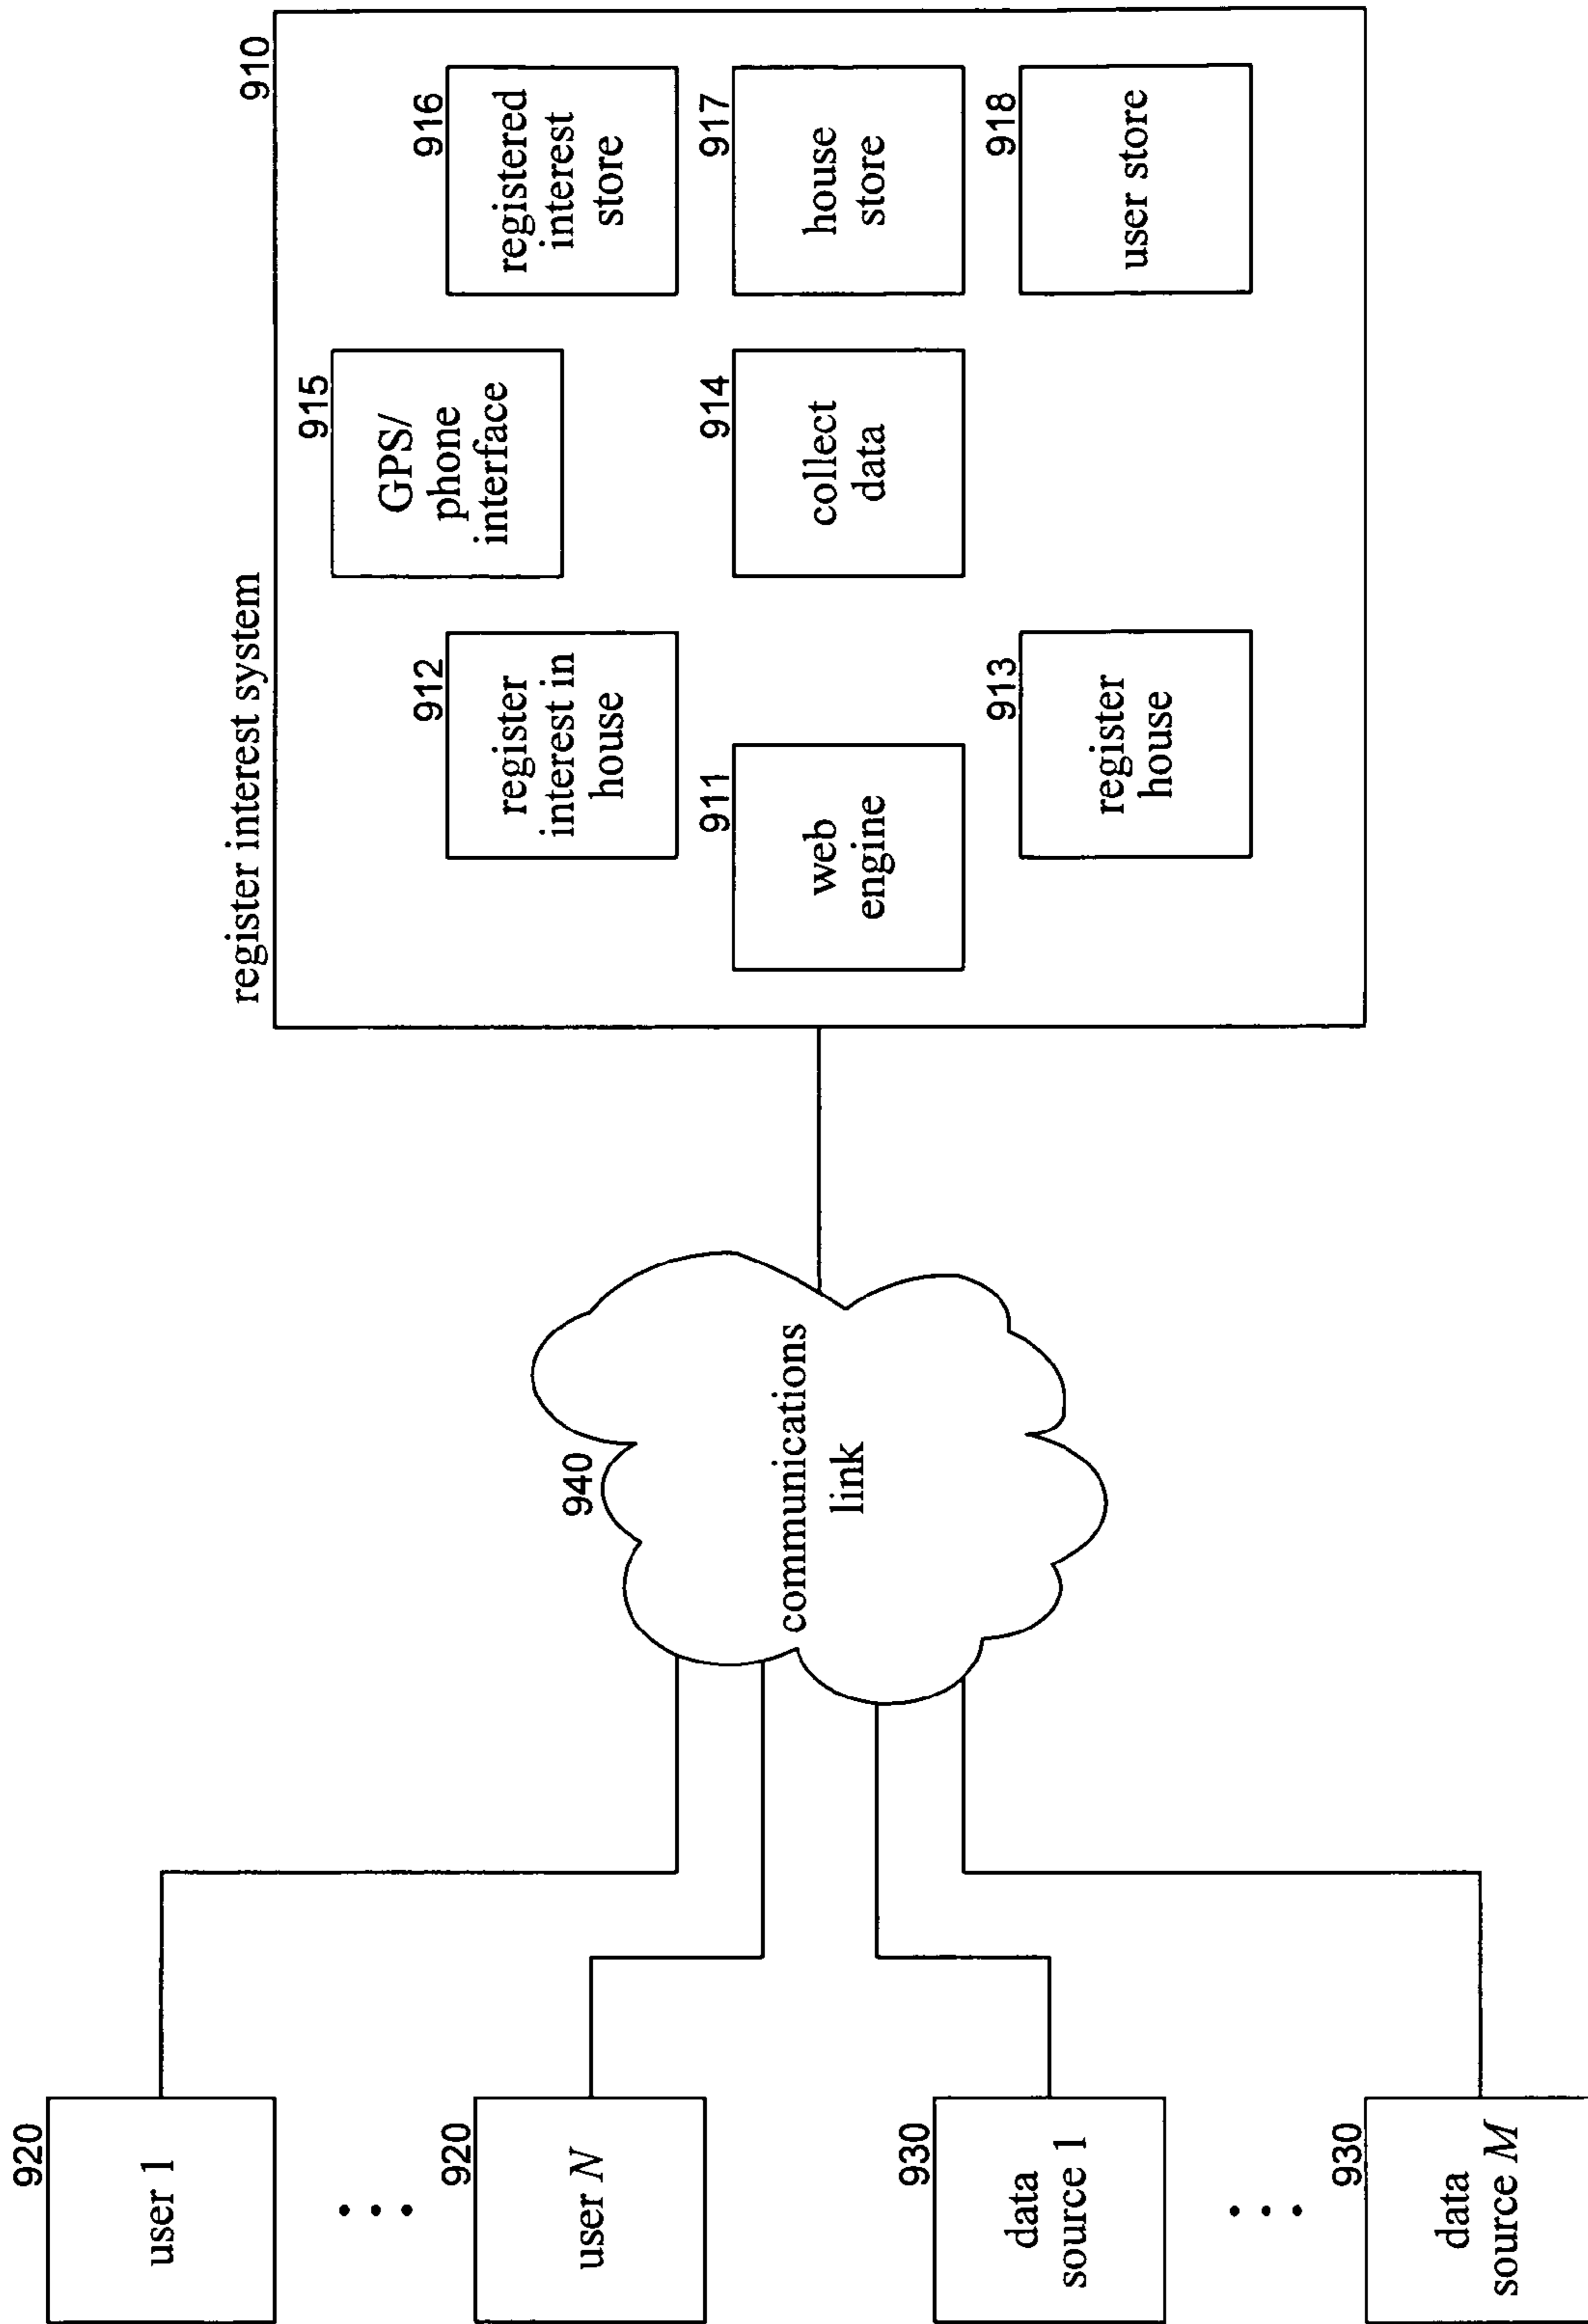 920
user 1
920
user N
930
data
source 1
930
data
source M
940
communications
link
register interest system
910
911
web
engine
912
register
interest in
house
913
register
house
915
GPS/
phone
interface
914
collect
data
916
registered
interest
store
917
house
store
918
user store